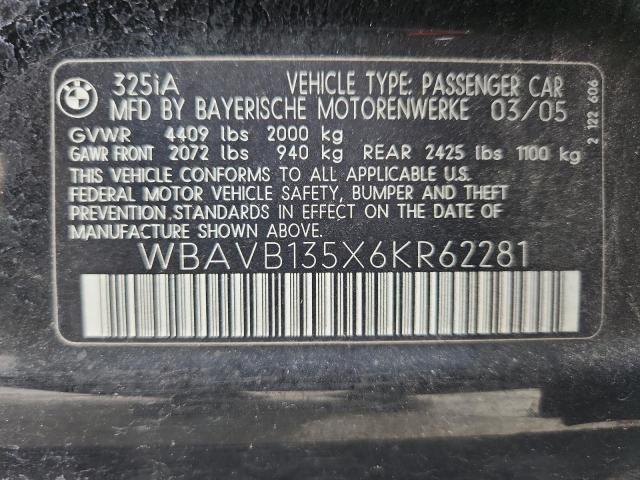 BMW
325iA VEHICLE TYPE: PASSENGER CAR
MFD BY BAYERISCHE MOTORENWERKE 03/05
GVWR 4409 lbs 2000 kg
GAWR FRONT 2072 lbs 940 kg REAR 2425 lbs 1100 kg
THIS VEHICLE CONFORMS TO ALL APPLICABLE U.S.
FEDERAL MOTOR VEHICLE SAFETY, BUMPER AND THEFT
PREVENTION,STANDARDS IN EFFECT ON THE DATE OF
MANUFACTURE SHOWN ABOVE.
WBAVB135X6KR62281
2 122 606